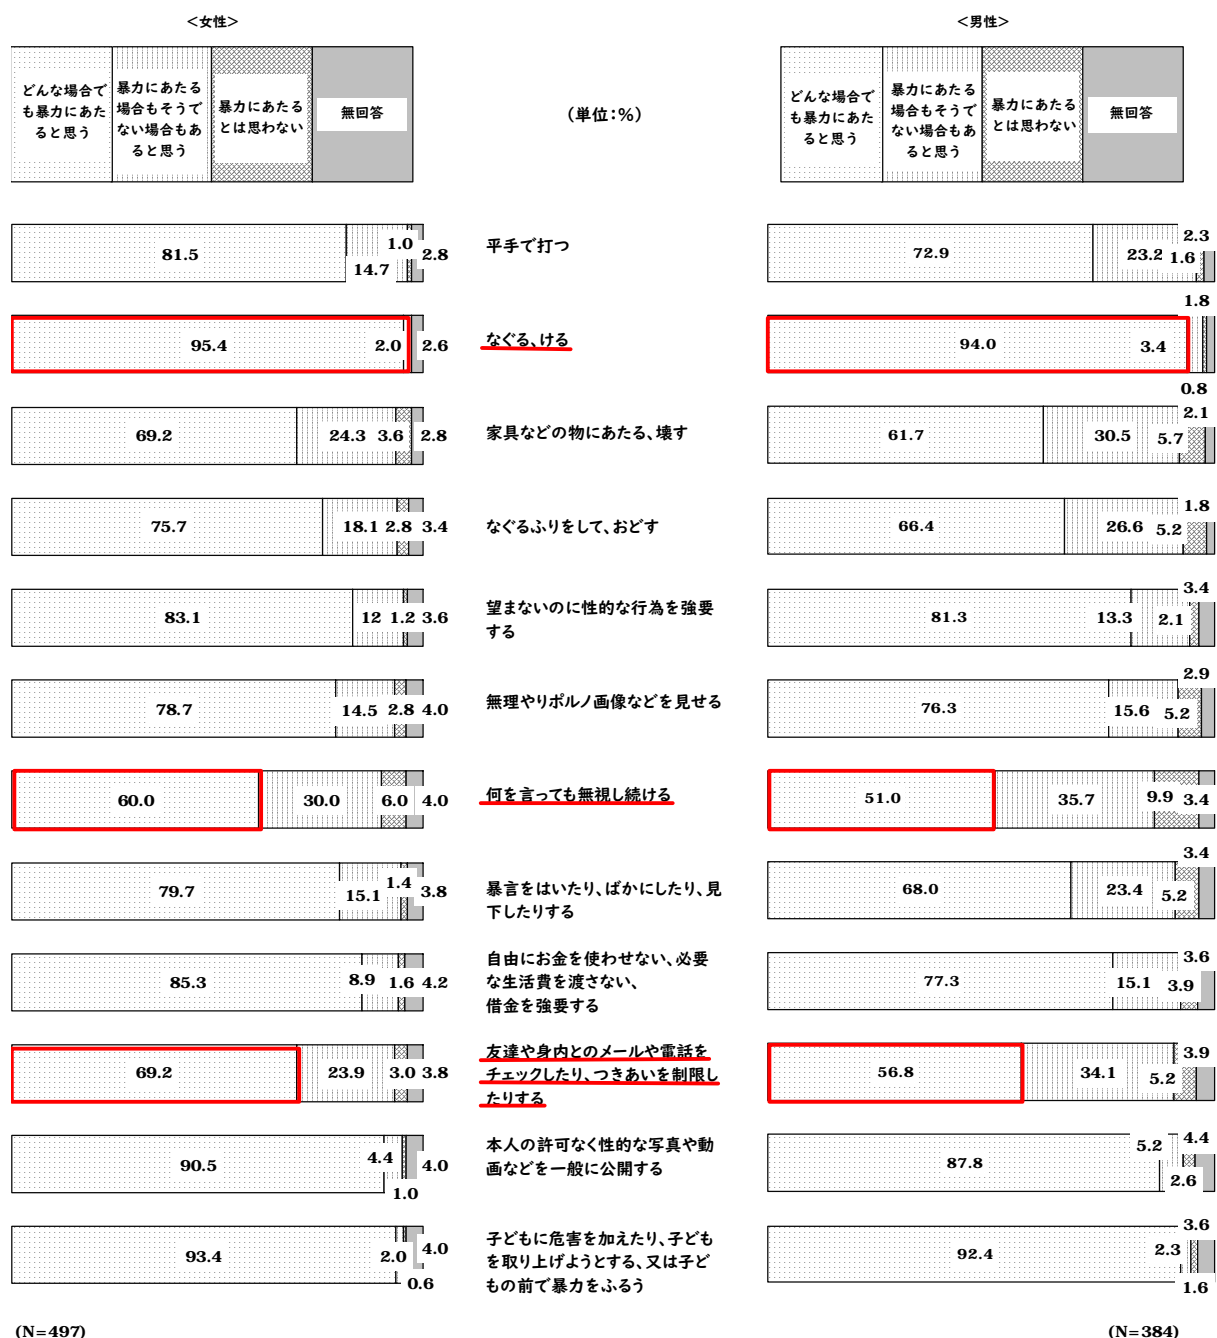 ＜女性＞
＜男性＞
どんな場合で
も暴力にあた
ると思う
暴力にあたる
場合もそうで
ない場合もあ
ると思う
暴力にあたる
とは思わない
無回答
（単位：％）
どんな場合で
も暴力にあた
ると思う
暴力にあたる
場合もそうで
ない場合もあ
ると思う
暴力にあたる
とは思わない
無回答
81.5
14.7
1.0
2.8
平手で打つ
72.9
23.2
1.6
2.3
95.4
2.0
2.6
なぐる、ける
94.0
3.4
1.8
0.8
69.2
24.3
3.6
2.8
家具などの物にあたる、壊す
61.7
30.5
5.7
2.1
75.7
18.1
2.8
3.4
なぐるふりをして、おどす
66.4
26.6
5.2
1.8
83.1
12
1.2
3.6
望まないのに性的な行為を強要
する
81.3
13.3
2.1
3.4
78.7
14.5
2.8
4.0
無理やりポルノ画像などを見せる
76.3
15.6
5.2
2.9
60.0
30.0
6.0
4.0
何を言っても無視し続ける
51.0
35.7
9.9
3.4
79.7
15.1
1.4
3.8
暴言をはいたり、ばかにしたり、見
下したりする
68.0
23.4
5.2
3.4
85.3
8.9
1.6
4.2
自由にお金を使わせない、必要
な生活費を渡さない、
借金を強要する
77.3
15.1
3.9
3.6
69.2
23.9
3.0
3.8
友達や身内とのメールや電話を
チェックしたり、つきあいを制限し
たりする
56.8
34.1
5.2
3.9
90.5
4.4
1.0
4.0
本人の許可なく性的な写真や動
画などを一般に公開する
87.8
5.2
2.6
4.4
93.4
2.0
0.6
4.0
子どもに危害を加えたり、子ども
を取り上げようとする、又は子ど
もの前で暴力をふるう
92.4
2.3
1.6
3.6
(N=497)
(N=384)